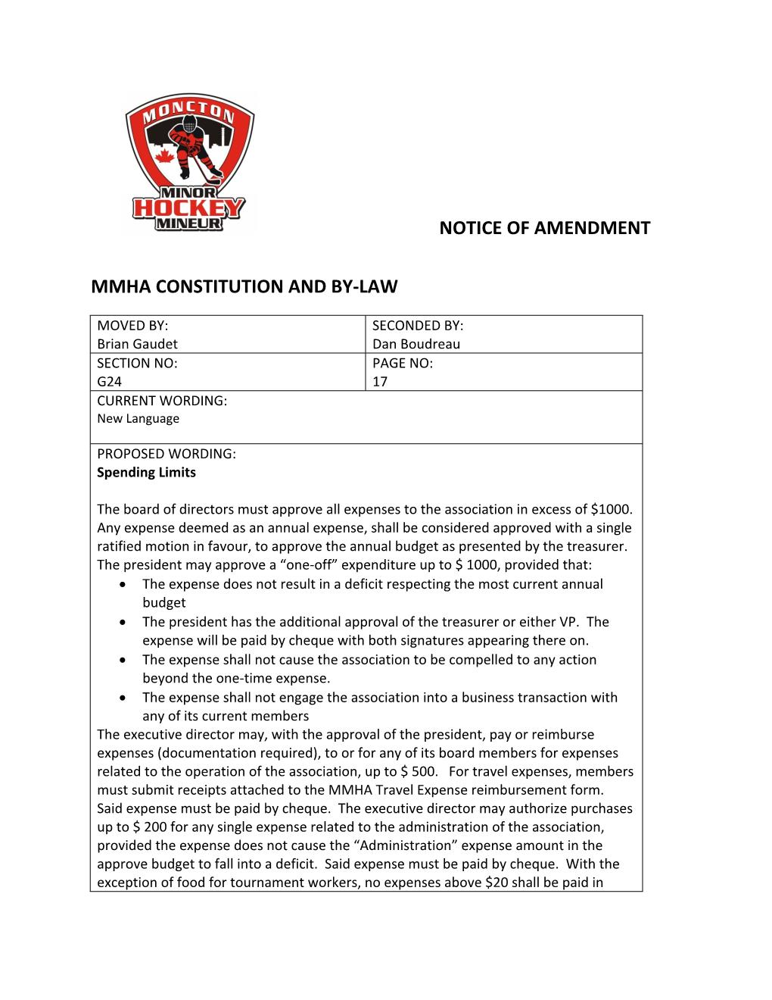 MONCTON
MINOR
HOCKEY
MINEUR
NOTICE OF AMENDMENT
MMHA CONSTITUTION AND BY-LAW
MOVED BY:
Brian Gaudet
SECONDED BY:
Dan Boudreau
SECTION NO:
G24
PAGE NO:
17
CURRENT WORDING:
New Language
PROPOSED WORDING:
Spending Limits
The board of directors must approve all expenses to the association in excess of $1000.
Any expense deemed as an annual expense, shall be considered approved with a single
ratified motion in favour, to approve the annual budget as presented by the treasurer.
The president may approve a “one-off” expenditure up to $ 1000, provided that:
• The expense does not result in a deficit respecting the most current annual
budget
• The president has the additional approval of the treasurer or either VP.  The
expense will be paid by cheque with both signatures appearing there on.
• The expense shall not cause the association to be compelled to any action
beyond the one-time expense.
• The expense shall not engage the association into a business transaction with
any of its current members
The executive director may, with the approval of the president, pay or reimburse
expenses (documentation required), to or for any of its board members for expenses
related to the operation of the association, up to $ 500.   For travel expenses, members
must submit receipts attached to the MMHA Travel Expense reimbursement form.
Said expense must be paid by cheque.  The executive director may authorize purchases
up to $ 200 for any single expense related to the administration of the association,
provided the expense does not cause the “Administration” expense amount in the
approve budget to fall into a deficit.  Said expense must be paid by cheque.  With the
exception of food for tournament workers, no expenses above $20 shall be paid in